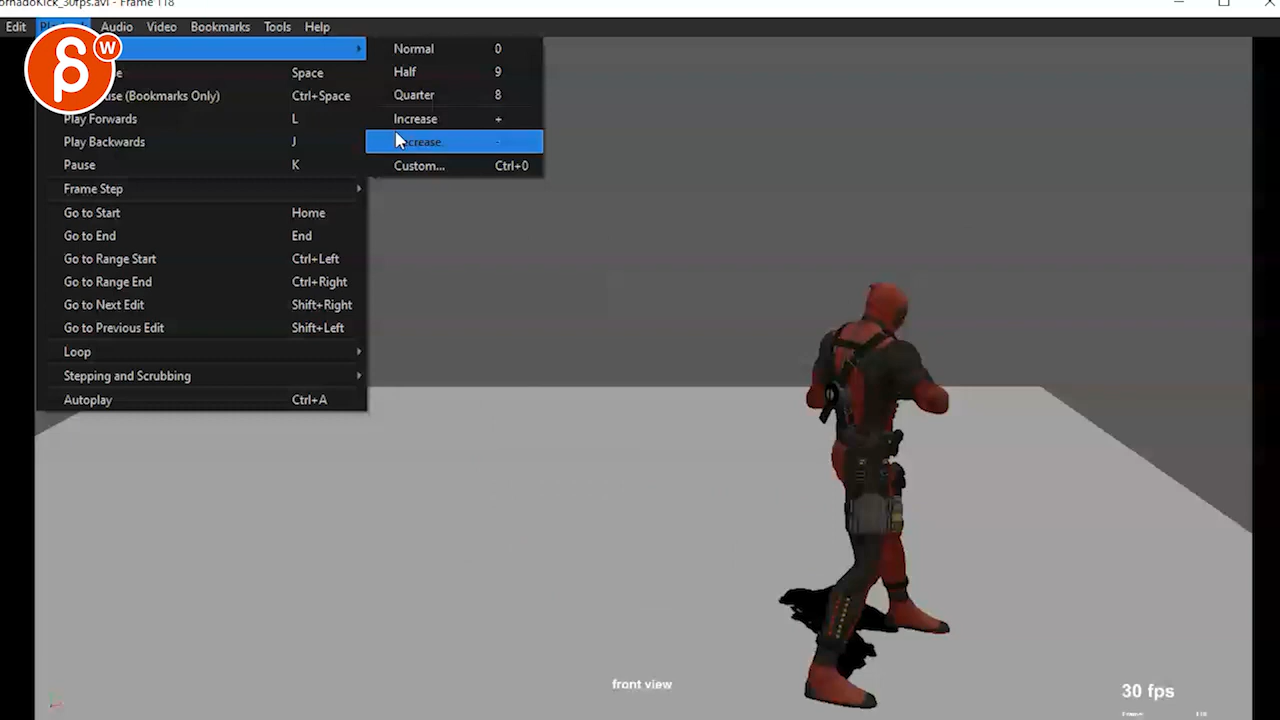 ornadoKick_30fps.avi - Frame 118
Edit Audio Video Bookmarks Tools Help
Normal 0
Space
Half 9
(Bookmarks Only) Ctrl+Space
Quarter 8
Play Forwards L
Increase +
Play Backwards J
crease -
Pause K
Custom... Ctrl+0
Frame Step
Go to Start Home
Go to End End
Go to Range Start Ctrl+Left
Go to Range End Ctrl+Right
Go to Next Edit Shift+Right
Go to Previous Edit Shift+Left
Loop
Stepping and Scrubbing
Autoplay Ctrl+A
front view
30 fps